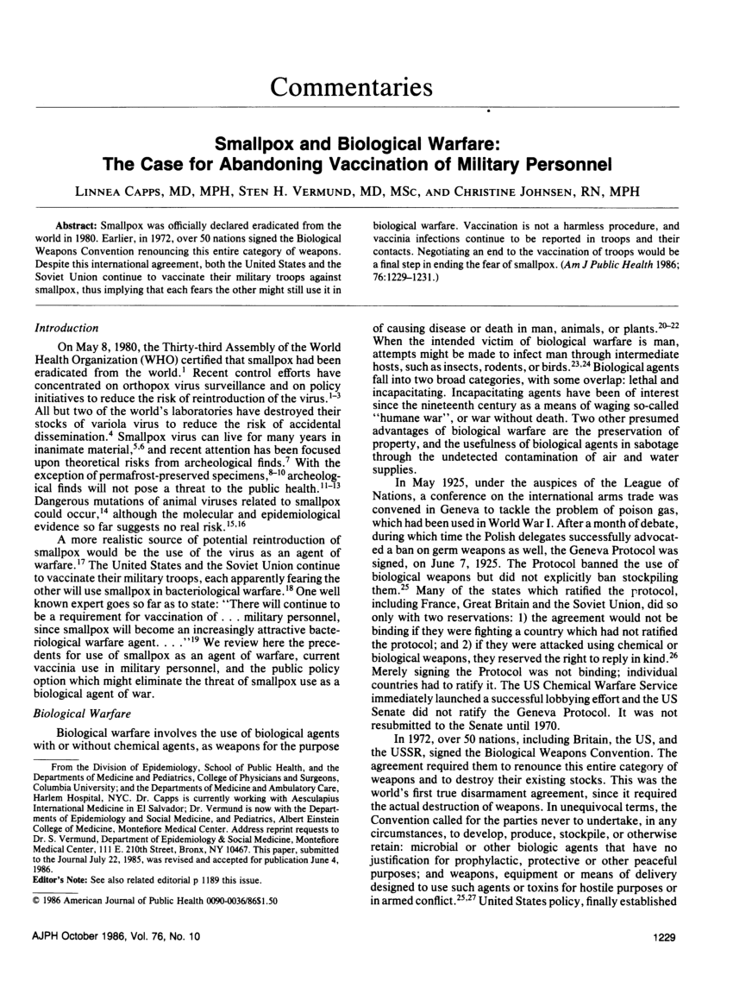 Commentaries
Smallpox and Biological Warfare:
The Case for Abandoning Vaccination of Military Personnel
LINNEA CAPPS, MD, MPH, STEN H. VERMUND, MD, MSC, AND CHRISTINE JOHNSEN, RN, MPH
Abstract: Smallpox was officially declared eradicated from the
world in 1980. Earlier, in 1972, over 50 nations signed the Biological
Weapons Convention renouncing this entire category of weapons.
Despite this international agreement, both the United States and the
Soviet Union continue to vaccinate their military troops against
smallpox, thus implying that each fears the other might still use it in
biological warfare. Vaccination is not a harmless procedure, and
vaccinia infections continue to be reported in troops and their
contacts. Negotiating an end to the vaccination of troops would be
a final step in ending the fear of smallpox. (Am J Public Health 1986;
76:1229–1231.)
Introduction
On May 8, 1980, the Thirty-third Assembly of the World
Health Organization (WHO) certified that smallpox had been
eradicated from the world.1 Recent control efforts have
concentrated on orthopox virus surveillance and on policy
initiatives to reduce the risk of reintroduction of the virus.1–3
All but two of the world's laboratories have destroyed their
stocks of variola virus to reduce the risk of accidental
dissemination.4 Smallpox virus can live for many years in
inanimate material,5,6 and recent attention has been focused
upon theoretical risks from archeological finds.7 With the
exception of permafrost-preserved specimens,8–10 archeolog-
ical finds will not pose a threat to the public health.11–13
Dangerous mutations of animal viruses related to smallpox
could occur,14 although the molecular and epidemiological
evidence so far suggests no real risk.15,16
A more realistic source of potential reintroduction of
smallpox would be the use of the virus as an agent of
warfare.17 The United States and the Soviet Union continue
to vaccinate their military troops, each apparently fearing the
other will use smallpox in bacteriological warfare.18 One well
known expert goes so far as to state: "There will continue to
be a requirement for vaccination of . . . military personnel,
since smallpox will become an increasingly attractive bacte-
riological warfare agent. . . ."19 We review here the prece-
dents for use of smallpox as an agent of warfare, current
vaccinia use in military personnel, and the public policy
option which might eliminate the threat of smallpox use as a
biological agent of war.
Biological Warfare
Biological warfare involves the use of biological agents
with or without chemical agents, as weapons for the purpose
From the Division of Epidemiology, School of Public Health, and the
Departments of Medicine and Pediatrics, College of Physicians and Surgeons,
Columbia University; and the Departments of Medicine and Ambulatory Care,
Harlem Hospital, NYC. Dr. Capps is currently working with Aesculapius
International Medicine in El Salvador; Dr. Vermund is now with the Depart-
ments of Epidemiology and Social Medicine, and Pediatrics, Albert Einstein
College of Medicine, Montefiore Medical Center. Address reprint requests to
Dr. S. Vermund, Department of Epidemiology & Social Medicine, Montefiore
Medical Center, 111 E. 210th Street, Bronx, NY 10467. This paper, submitted
to the Journal July 22, 1985, was revised and accepted for publication June 4,
1986.
Editor's Note: See also related editorial p 1189 this issue.
© 1986 American Journal of Public Health 0090-0036/86$1.50
of causing disease or death in man, animals, or plants.20–22
When the intended victim of biological warfare is man,
attempts might be made to infect man through intermediate
hosts, such as insects, rodents, or birds.23,24 Biological agents
fall into two broad categories, with some overlap: lethal and
incapacitating. Incapacitating agents have been of interest
since the nineteenth century as a means of waging so-called
"humane war", or war without death. Two other presumed
advantages of biological warfare are the preservation of
property, and the usefulness of biological agents in sabotage
through the undetected contamination of air and water
supplies.
In May 1925, under the auspices of the League of
Nations, a conference on the international arms trade was
convened in Geneva to tackle the problem of poison gas,
which had been used in World War I. After a month of debate,
during which time the Polish delegates successfully advocat-
ed a ban on germ weapons as well, the Geneva Protocol was
signed, on June 7, 1925. The Protocol banned the use of
biological weapons but did not explicitly ban stockpiling
them.25 Many of the states which ratified the protocol,
including France, Great Britain and the Soviet Union, did so
only with two reservations: 1) the agreement would not be
binding if they were fighting a country which had not ratified
the protocol; and 2) if they were attacked using chemical or
biological weapons, they reserved the right to reply in kind.26
Merely signing the Protocol was not binding; individual
countries had to ratify it. The US Chemical Warfare Service
immediately launched a successful lobbying effort and the US
Senate did not ratify the Geneva Protocol. It was not
resubmitted to the Senate until 1970.
In 1972, over 50 nations, including Britain, the US, and
the USSR, signed the Biological Weapons Convention. The
agreement required them to renounce this entire category of
weapons and to destroy their existing stocks. This was the
world's first true disarmament agreement, since it required
the actual destruction of weapons. In unequivocal terms, the
Convention called for the parties never to undertake, in any
circumstances, to develop, produce, stockpile, or otherwise
retain: microbial or other biologic agents that have no
justification for prophylactic, protective or other peaceful
purposes; and weapons, equipment or means of delivery
designed to use such agents or toxins for hostile purposes or
in armed conflict.25,27 United States policy, finally established
AJPH October 1986, Vol. 76, No. 10
1229